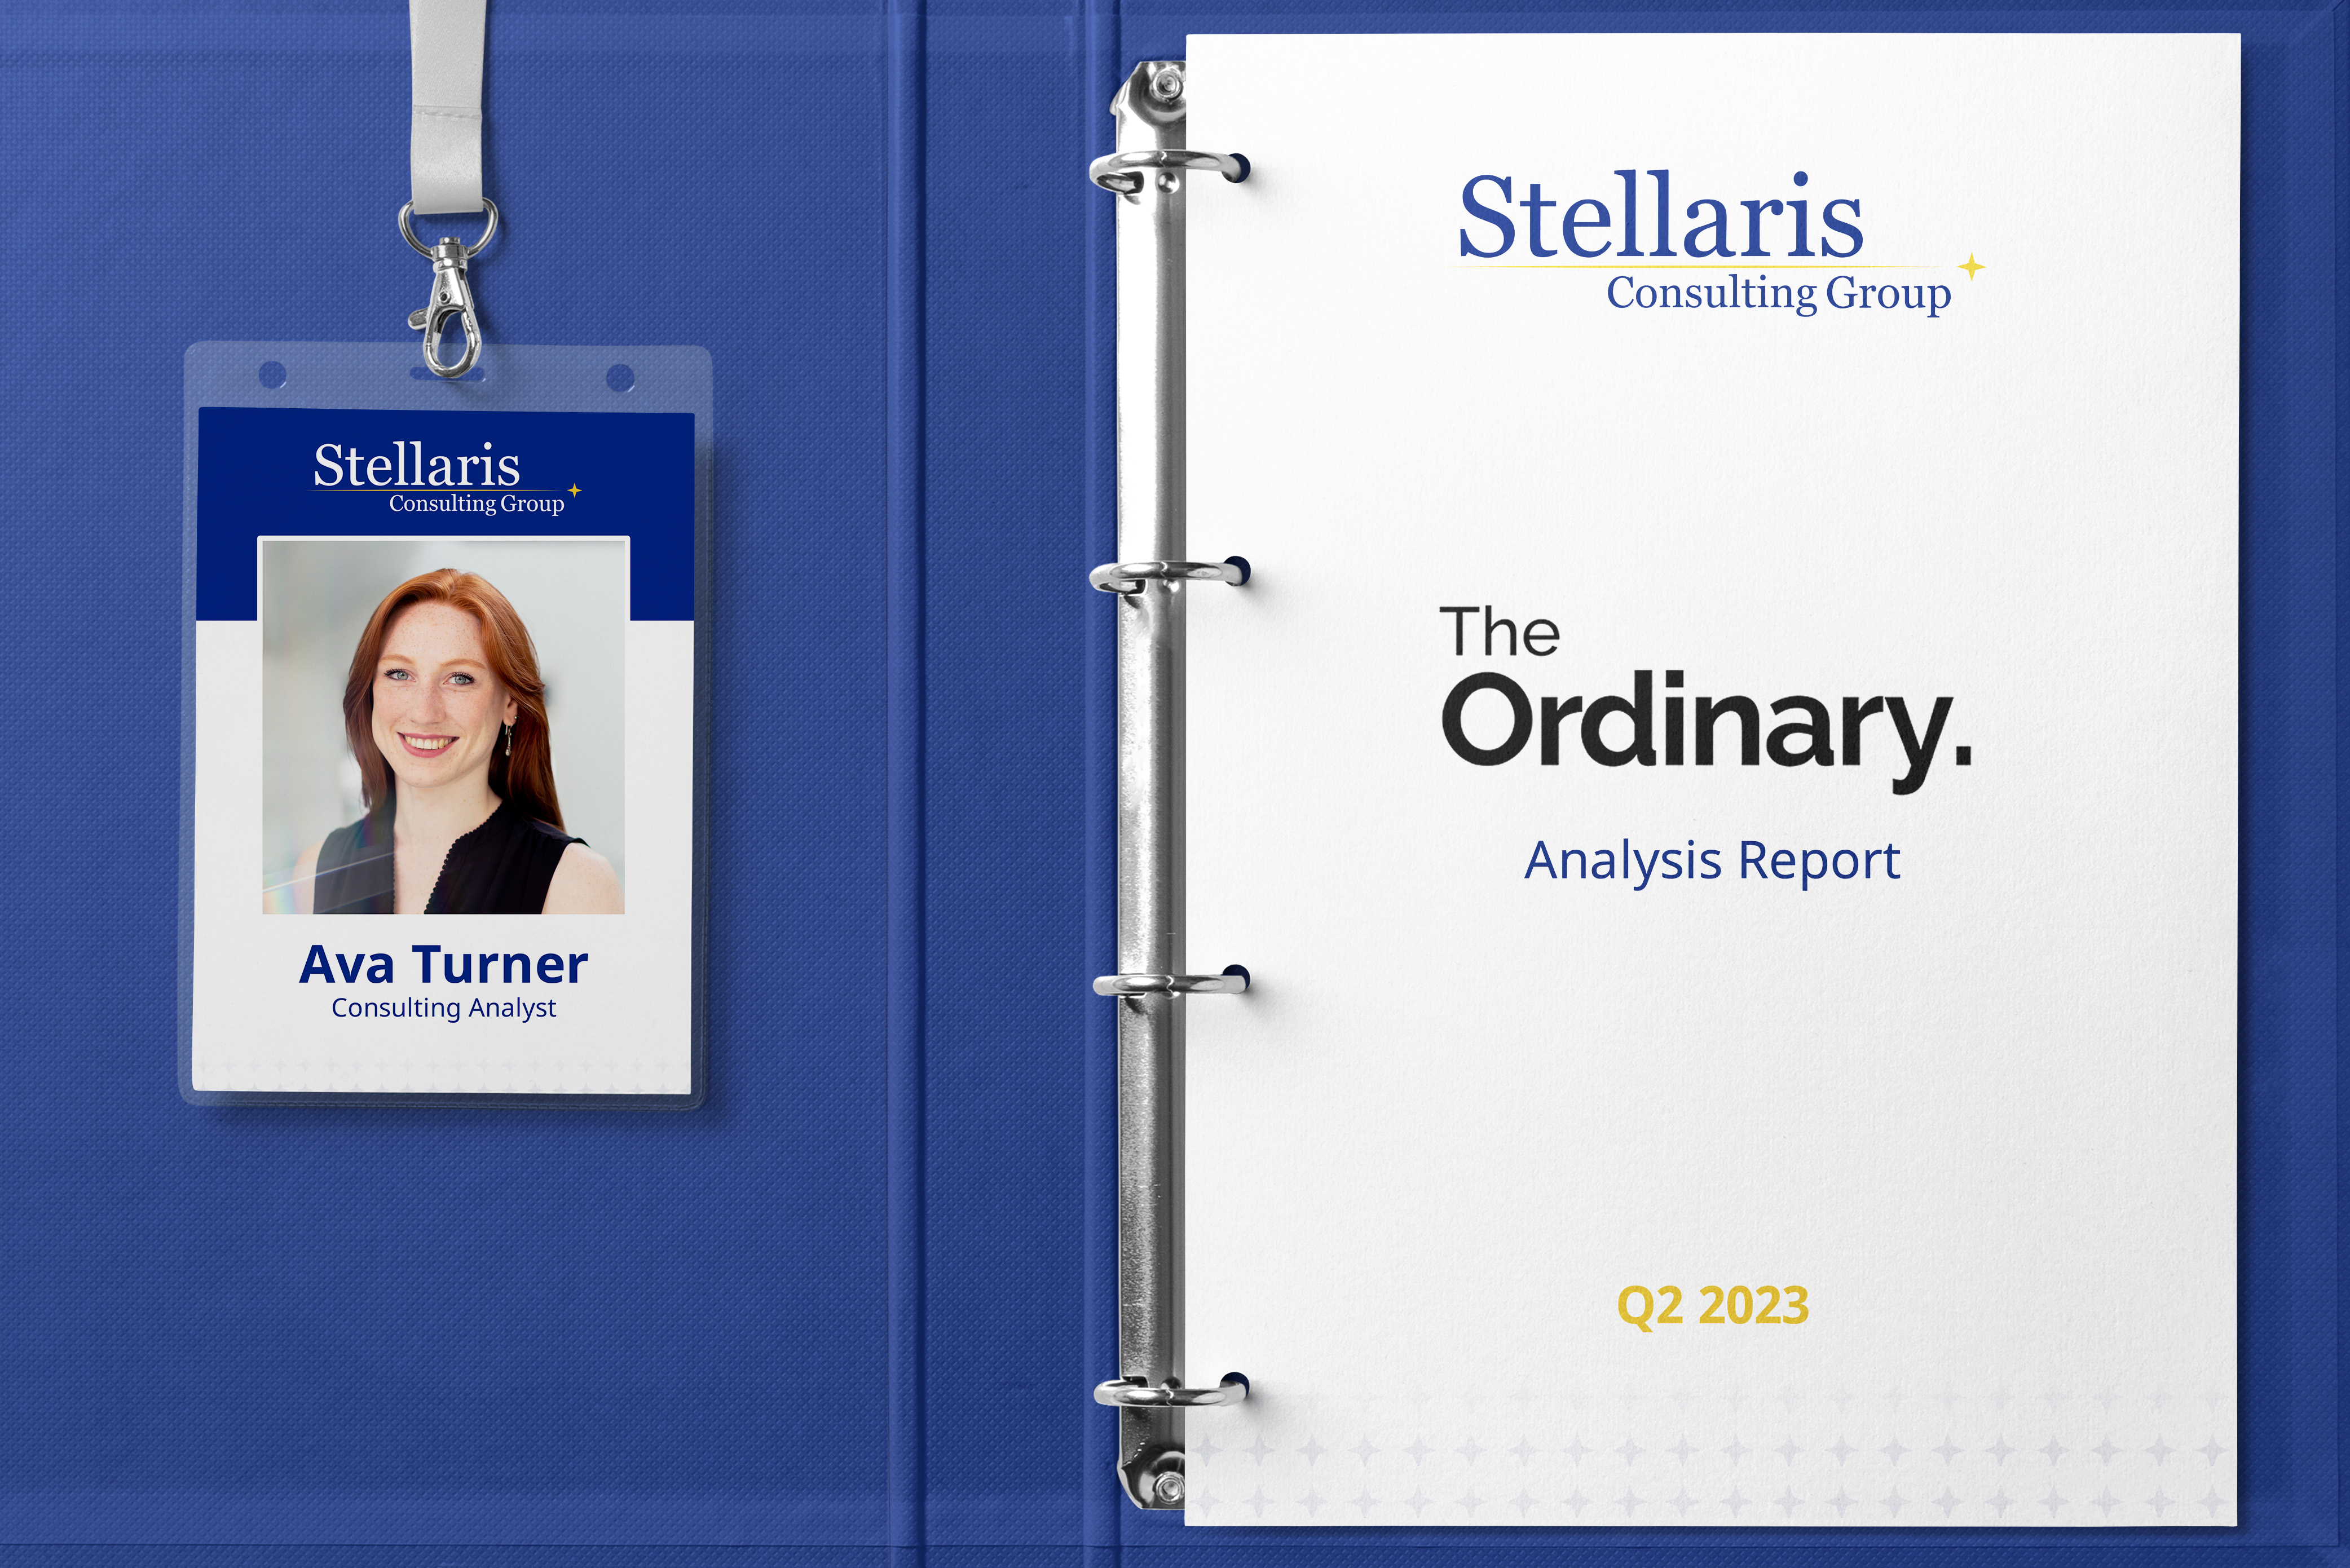 Stellaris
Consulting Group
Ava Turner
Consulting Analyst
Stellaris
Consulting Group
The
Ordinary.
Analysis Report
Q2 2023